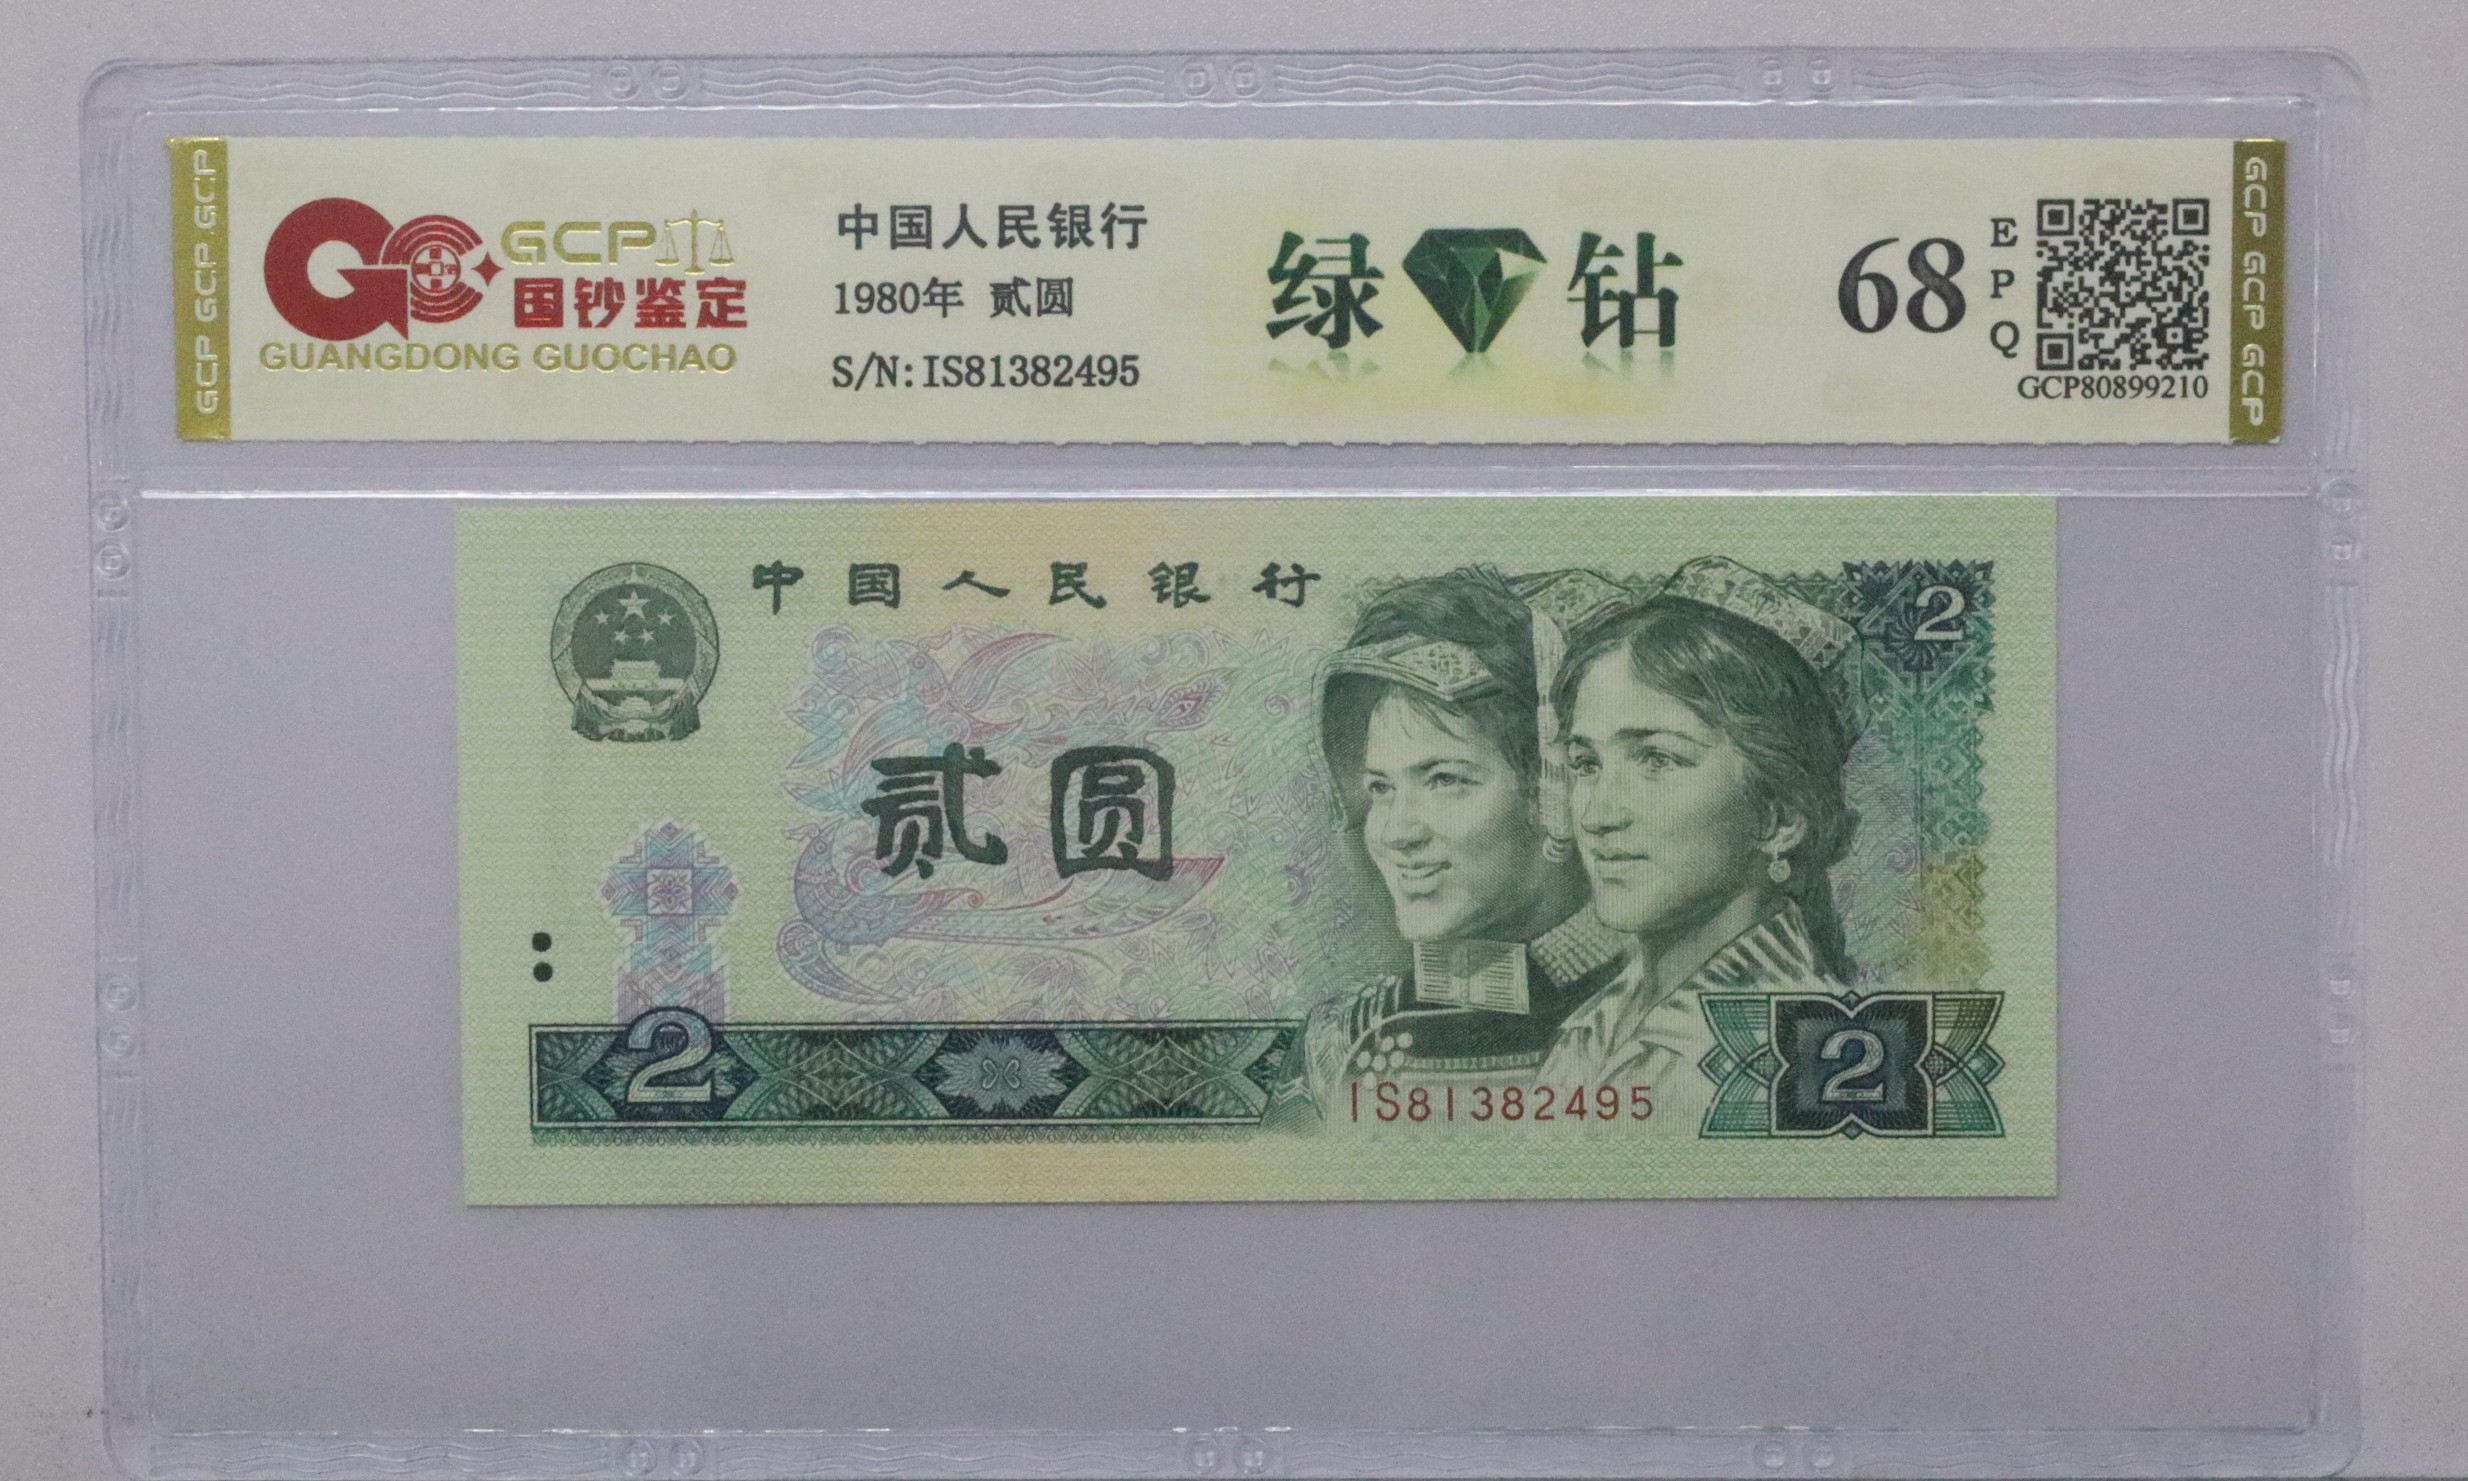 GCP GCP GCP.GCP
GCP
国钞鉴定
GUANGDONG GUOCHAO
中国人民银行
1980年 贰圆
S/N:IS81382495
绿钻
68
EPQ
GCP80899210
GCP GCP GCP
中国人民银行
2
贰圆
2
IS81382495
2